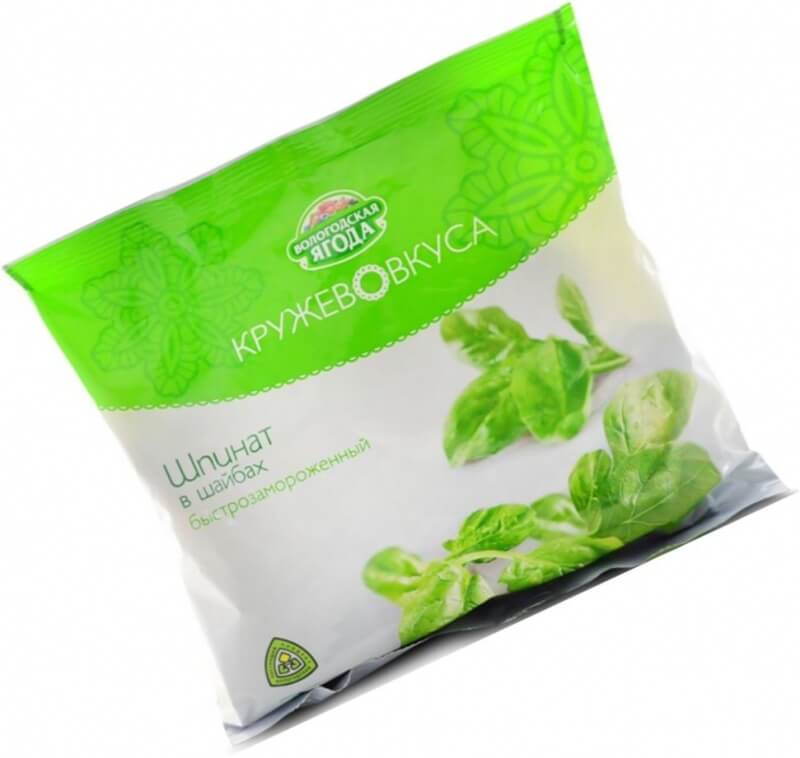 ВОЛОГОДСКАЯ
ЯГОДА
КРУЖЕВОВКУСА
Шпинат
в шайбах
быстрозамороженный